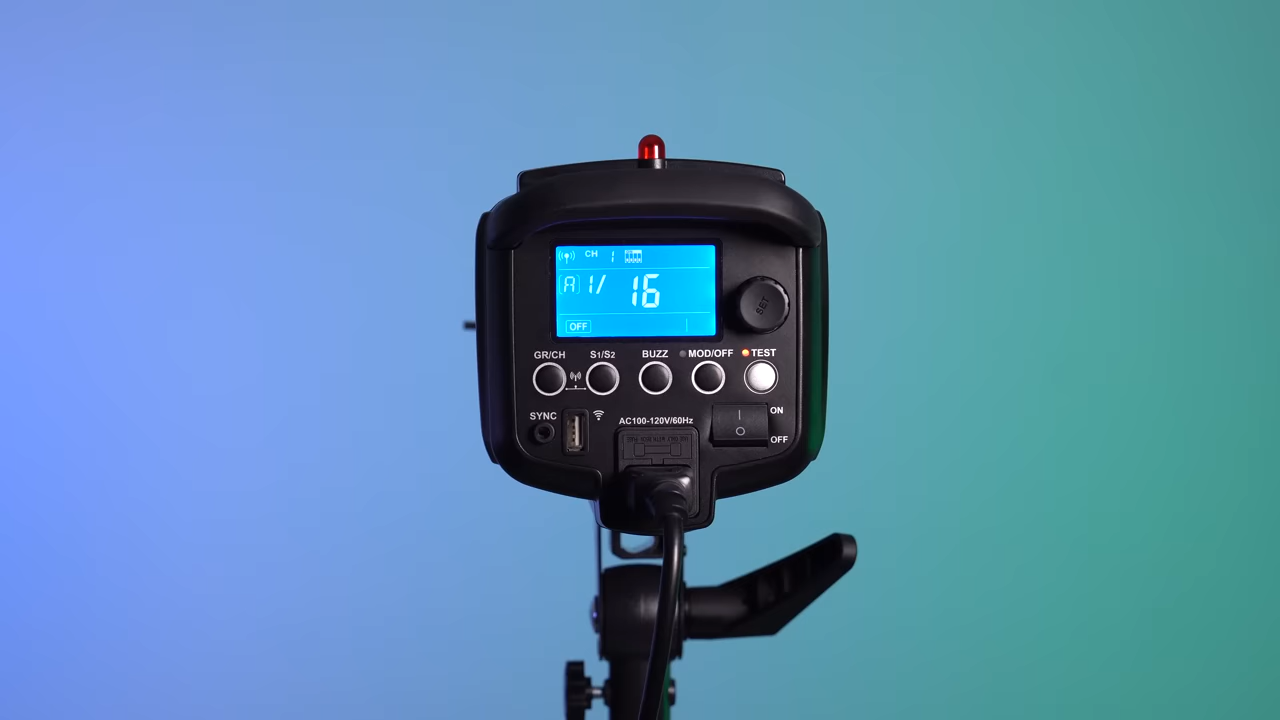 CH 1
A 1/ 16
OFF
GR/CH S1/S2 BUZZ MOD/OFF TEST
SYNC
AC100-120V/60Hz
SET
ON
OFF